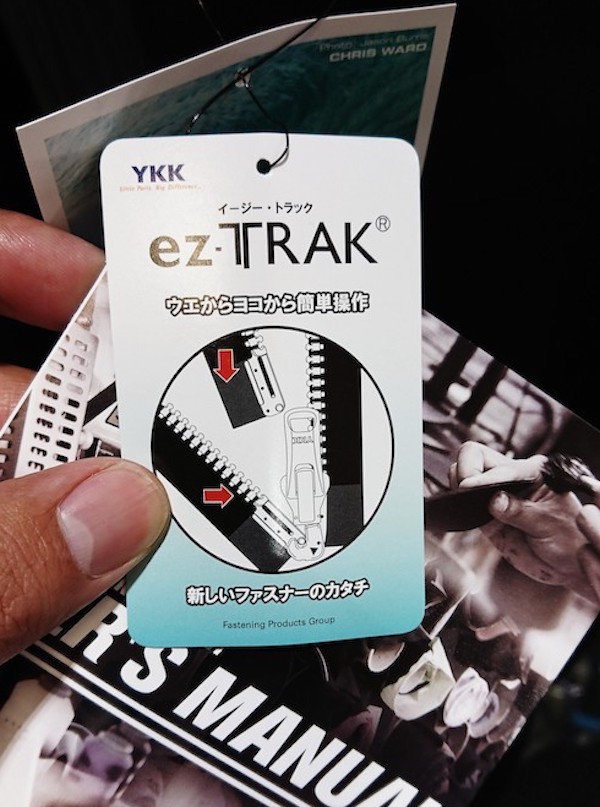 Photo: Jason Burns
CHRIS WARD
YKK
Little Parts. Big Difference.
イージー・トラック
ez-TRAK®
ウエからヨコから簡単操作
YKK
新しいファスナーのカタチ
Fastening Products Group
ER'S MANUA